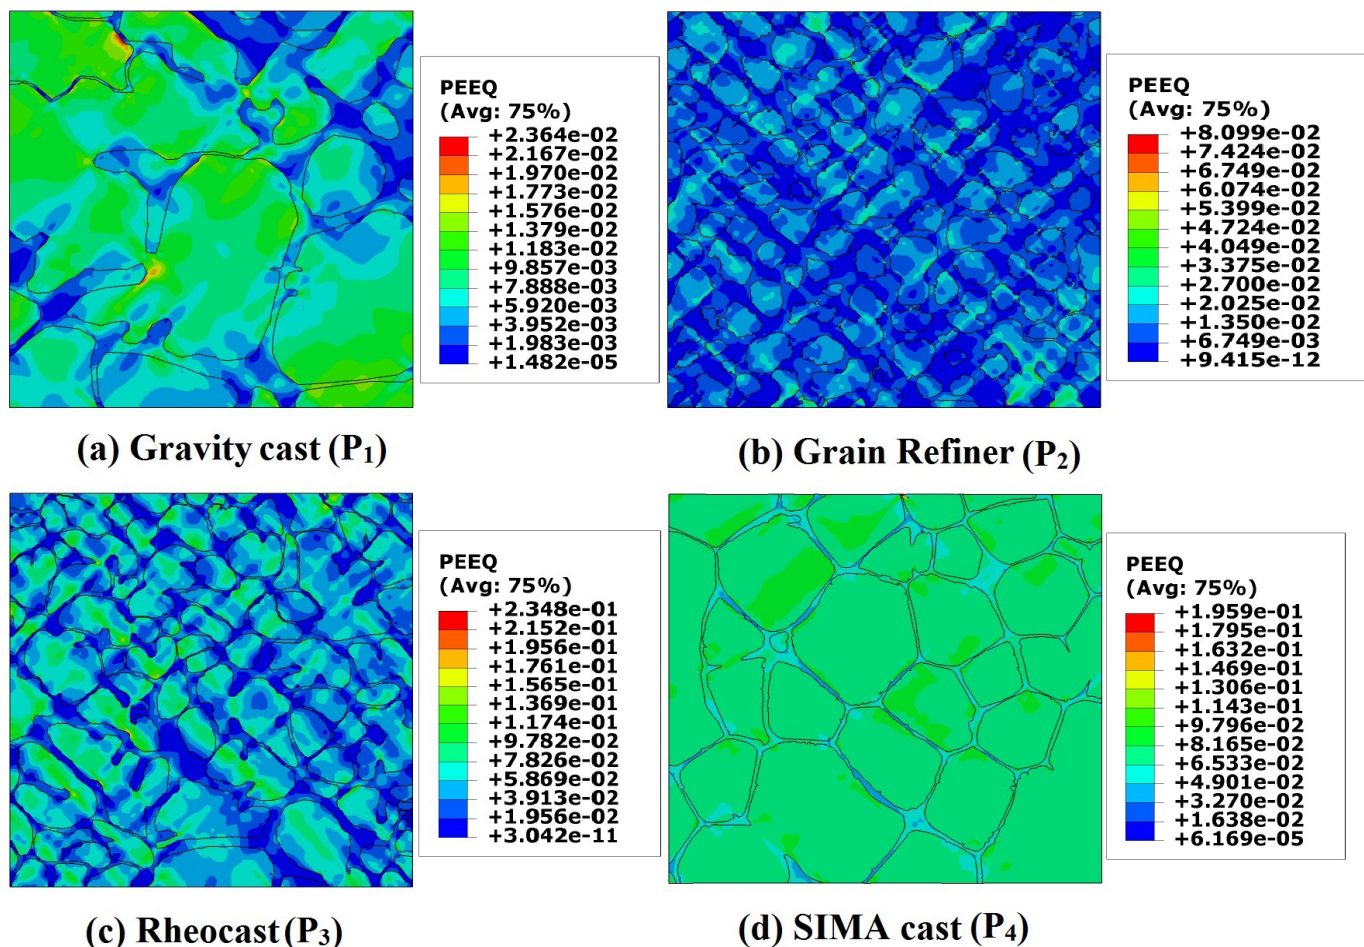 PEEQ
(Avg: 75%)
+2.364e-02
+2.167e-02
+1.970e-02
+1.773e-02
+1.576e-02
+1.379e-02
+1.183e-02
+9.857e-03
+7.888e-03
+5.920e-03
+3.952e-03
+1.983e-03
+1.482e-05
(a) Gravity cast (P1)
PEEQ
(Avg: 75%)
+8.099e-02
+7.424e-02
+6.749e-02
+6.074e-02
+5.399e-02
+4.724e-02
+4.049e-02
+3.375e-02
+2.700e-02
+2.025e-02
+1.350e-02
+6.749e-03
+9.415e-12
(b) Grain Refiner (P2)
PEEQ
(Avg: 75%)
+2.348e-01
+2.152e-01
+1.956e-01
+1.761e-01
+1.565e-01
+1.369e-01
+1.174e-01
+9.782e-02
+7.826e-02
+5.869e-02
+3.913e-02
+1.956e-02
+3.042e-11
(c) Rheocast (P3)
PEEQ
(Avg: 75%)
+1.959e-01
+1.795e-01
+1.632e-01
+1.469e-01
+1.306e-01
+1.143e-01
+9.796e-02
+8.165e-02
+6.533e-02
+4.901e-02
+3.270e-02
+1.638e-02
+6.169e-05
(d) SIMA cast (P4)